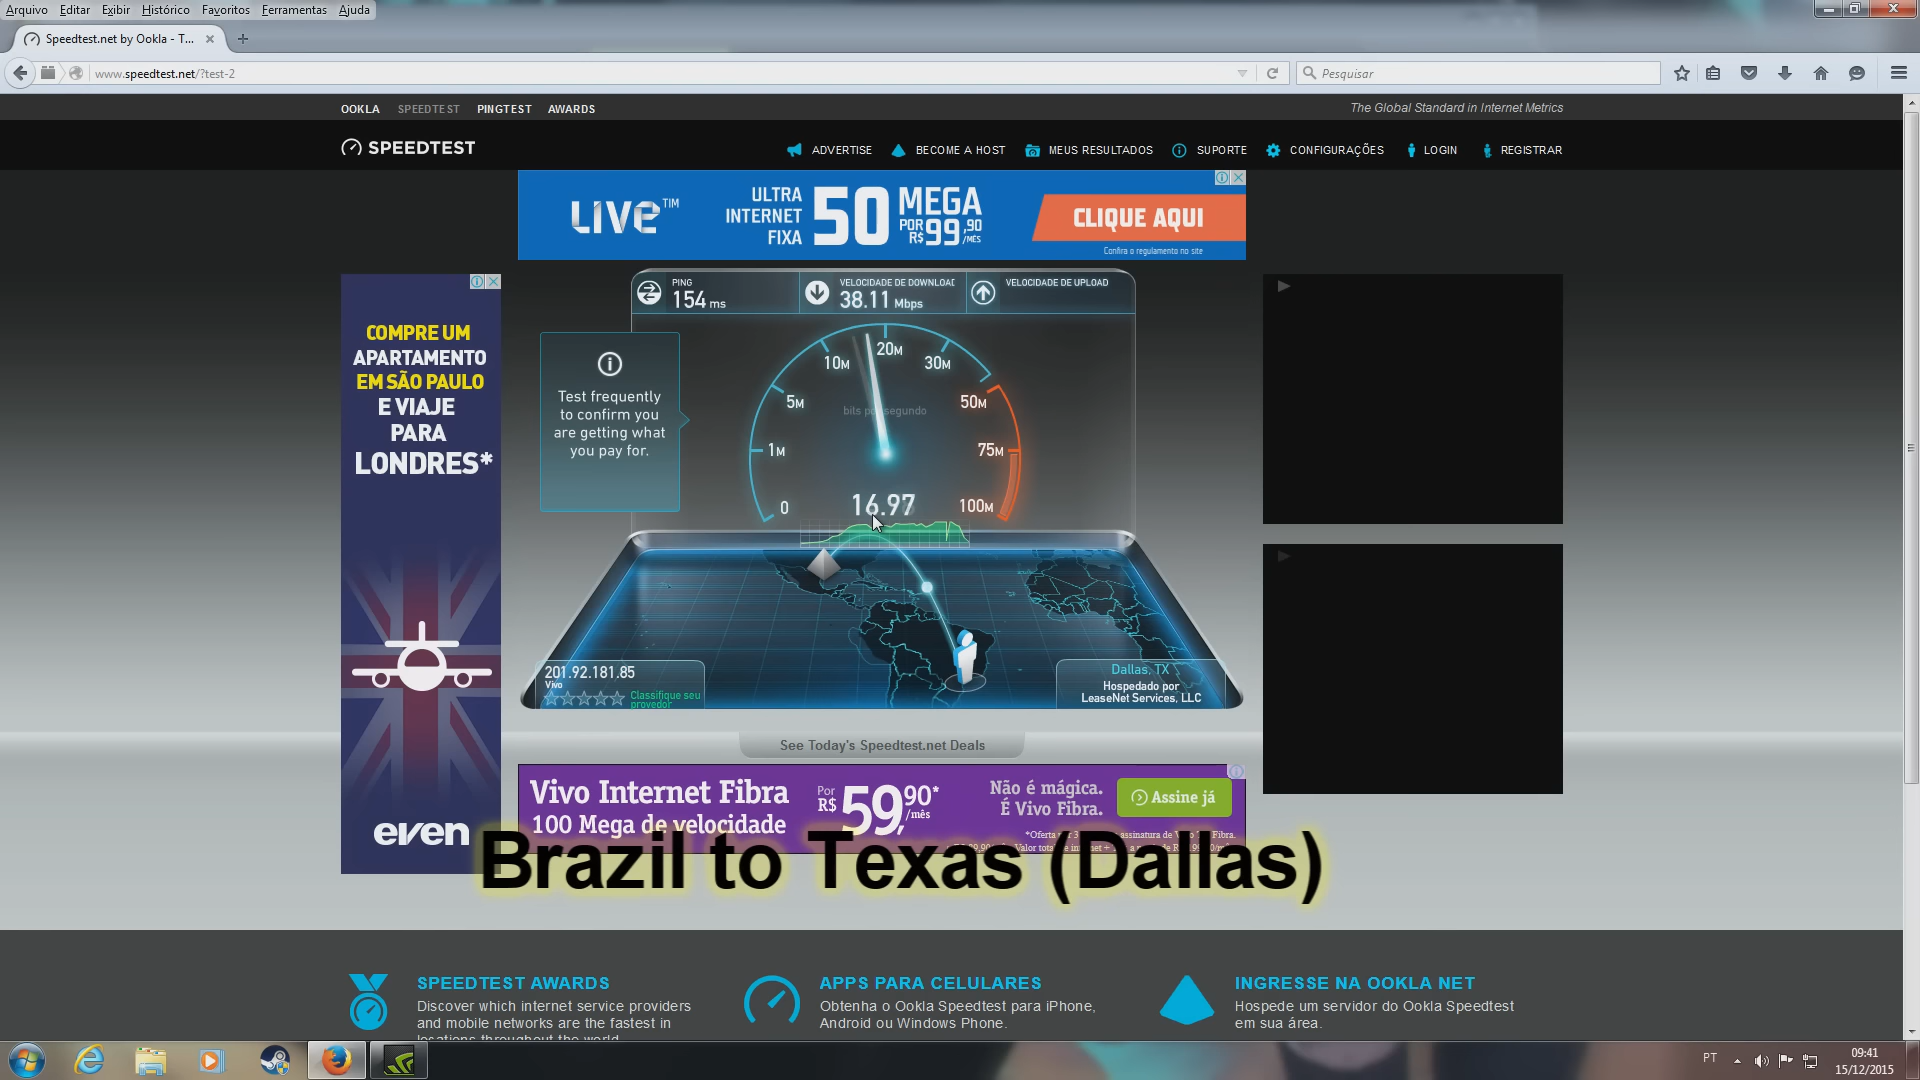 Arquivo Editar Exibir Histórico Favoritos Ferramentas Ajuda
Speedtest.net by Ookla - T...
www.speedtest.net/?test-2
Pesquisar
OOKLA SPEEDTEST PINGTEST AWARDS
The Global Standard in Internet Metrics
SPEEDTEST
ADVERTISE BECOME A HOST MEUS RESULTADOS SUPORTE CONFIGURAÇÕES LOGIN REGISTRAR
LIVE TM
ULTRA
INTERNET
FIXA
50
MEGA
POR
R$ 99,90 /MÊS
CLIQUE AQUI
Confira o regulamento no site
COMPRE UM
APARTAMENTO
EM SÃO PAULO
E VIAJE
PARA
LONDRES*
even
PING
154 ms
VELOCIDADE DE DOWNLOAD
38.11 Mbps
VELOCIDADE DE UPLOAD
Test frequently
to confirm you
are getting what
you pay for.
0
1M
5M
10M
20M
30M
50M
75M
100M
bits por segundo
16.97
201.92.181.85
Vivo
Classifique seu
provedor
Dallas, TX
Hospedado por
LeaseNet Services, LLC
See Today's Speedtest.net Deals
Vivo Internet Fibra
100 Mega de velocidade
Por
R$ 59,90* /mês
Não é mágica.
É Vivo Fibra.
Assine já
Brazil to Texas (Dallas)
SPEEDTEST AWARDS
Discover which internet service providers
and mobile networks are the fastest in
locations throughout the world
APPS PARA CELULARES
Obtenha o Ookla Speedtest para iPhone,
Android ou Windows Phone.
INGRESSE NA OOKLA NET
Hospede um servidor do Ookla Speedtest
em sua área.
PT
09:41
15/12/2015